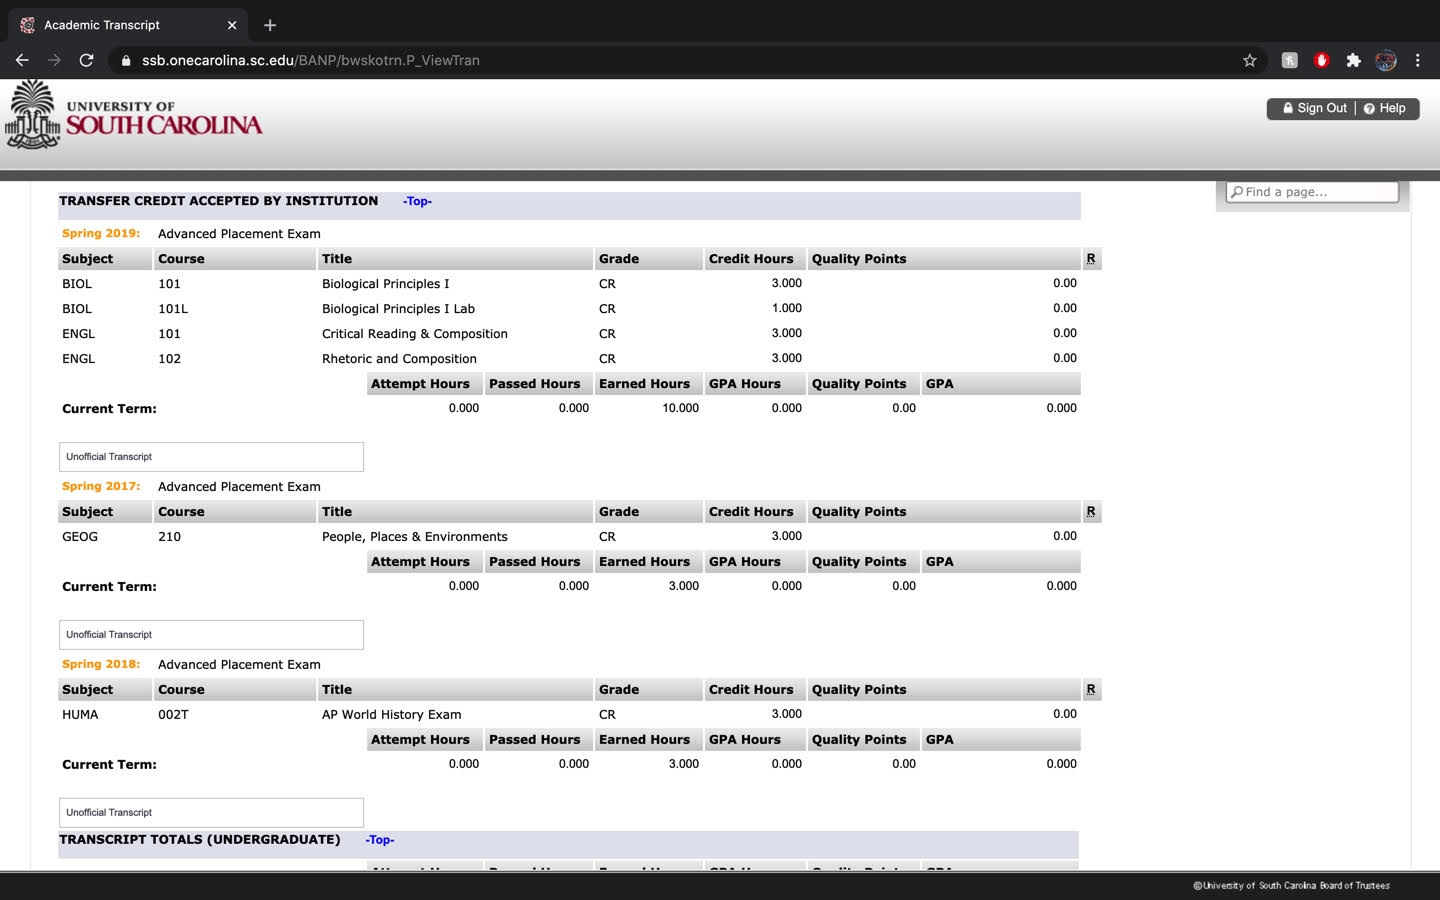 Academic Transcript
ssb.onecarolina.sc.edu/BANP/bwskotrn.P_ViewTran
UNIVERSITY OF
SOUTH CAROLINA
Sign Out | Help
Find a page...
TRANSFER CREDIT ACCEPTED BY INSTITUTION -Top-
Spring 2019: Advanced Placement Exam
Subject Course Title Grade Credit Hours Quality Points R
BIOL 101 Biological Principles I CR 3.000 0.00
BIOL 101L Biological Principles I Lab CR 1.000 0.00
ENGL 101 Critical Reading & Composition CR 3.000 0.00
ENGL 102 Rhetoric and Composition CR 3.000 0.00
Attempt Hours Passed Hours Earned Hours GPA Hours Quality Points GPA
Current Term: 0.000 0.000 10.000 0.000 0.00 0.000
Unofficial Transcript
Spring 2017: Advanced Placement Exam
Subject Course Title Grade Credit Hours Quality Points R
GEOG 210 People, Places & Environments CR 3.000 0.00
Attempt Hours Passed Hours Earned Hours GPA Hours Quality Points GPA
Current Term: 0.000 0.000 3.000 0.000 0.00 0.000
Unofficial Transcript
Spring 2018: Advanced Placement Exam
Subject Course Title Grade Credit Hours Quality Points R
HUMA 002T AP World History Exam CR 3.000 0.00
Attempt Hours Passed Hours Earned Hours GPA Hours Quality Points GPA
Current Term: 0.000 0.000 3.000 0.000 0.00 0.000
Unofficial Transcript
TRANSCRIPT TOTALS (UNDERGRADUATE) -Top-
©University of South Carolina Board of Trustees